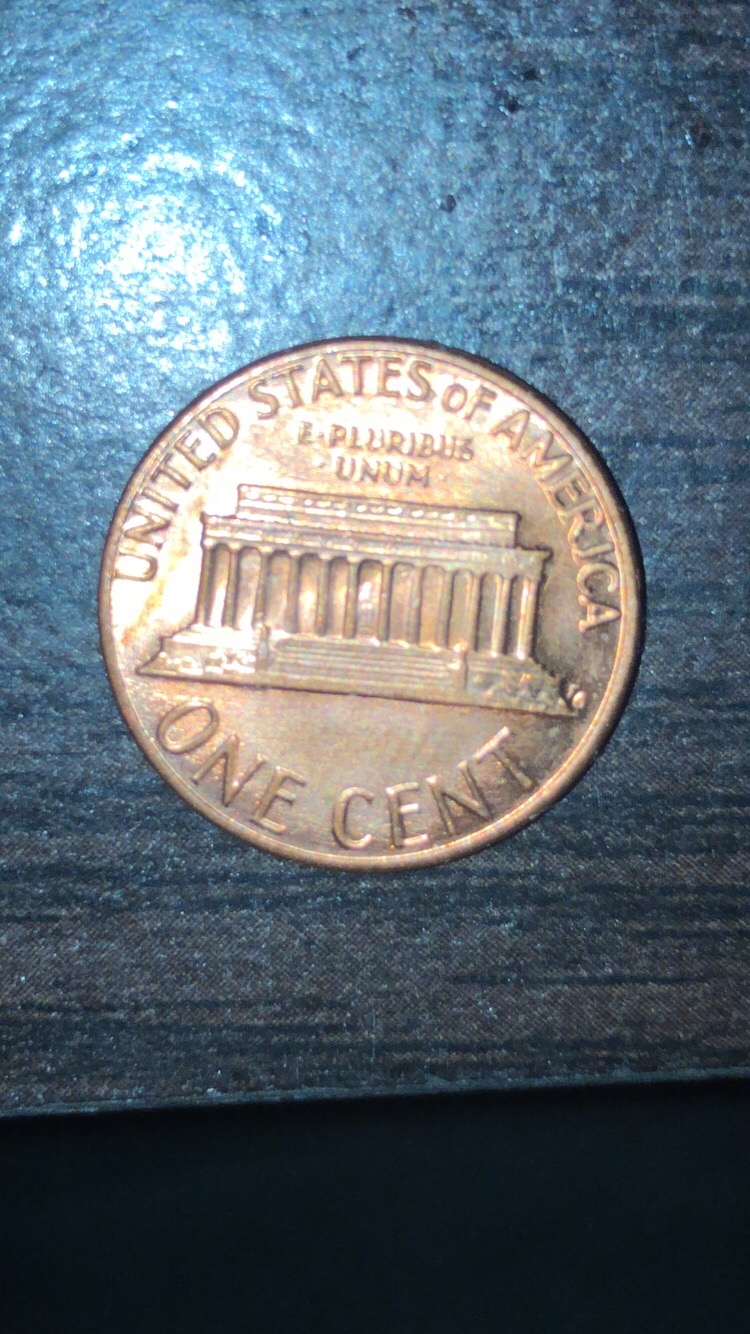 UNITED STATES OF AMERICA
E·PLURIBUS
·UNUM·
ONE CENT